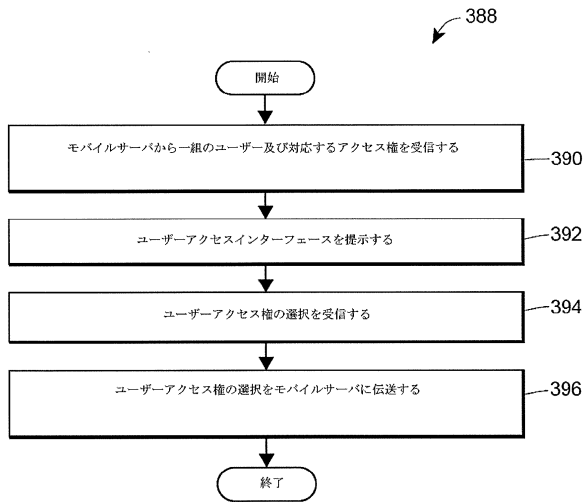 388
開始
モバイルサーバから一組のユーザー及び対応するアクセス権を受信する
390
ユーザーアクセスインターフェースを提示する
392
ユーザーアクセス権の選択を受信する
394
ユーザーアクセス権の選択をモバイルサーバに伝送する
396
終了